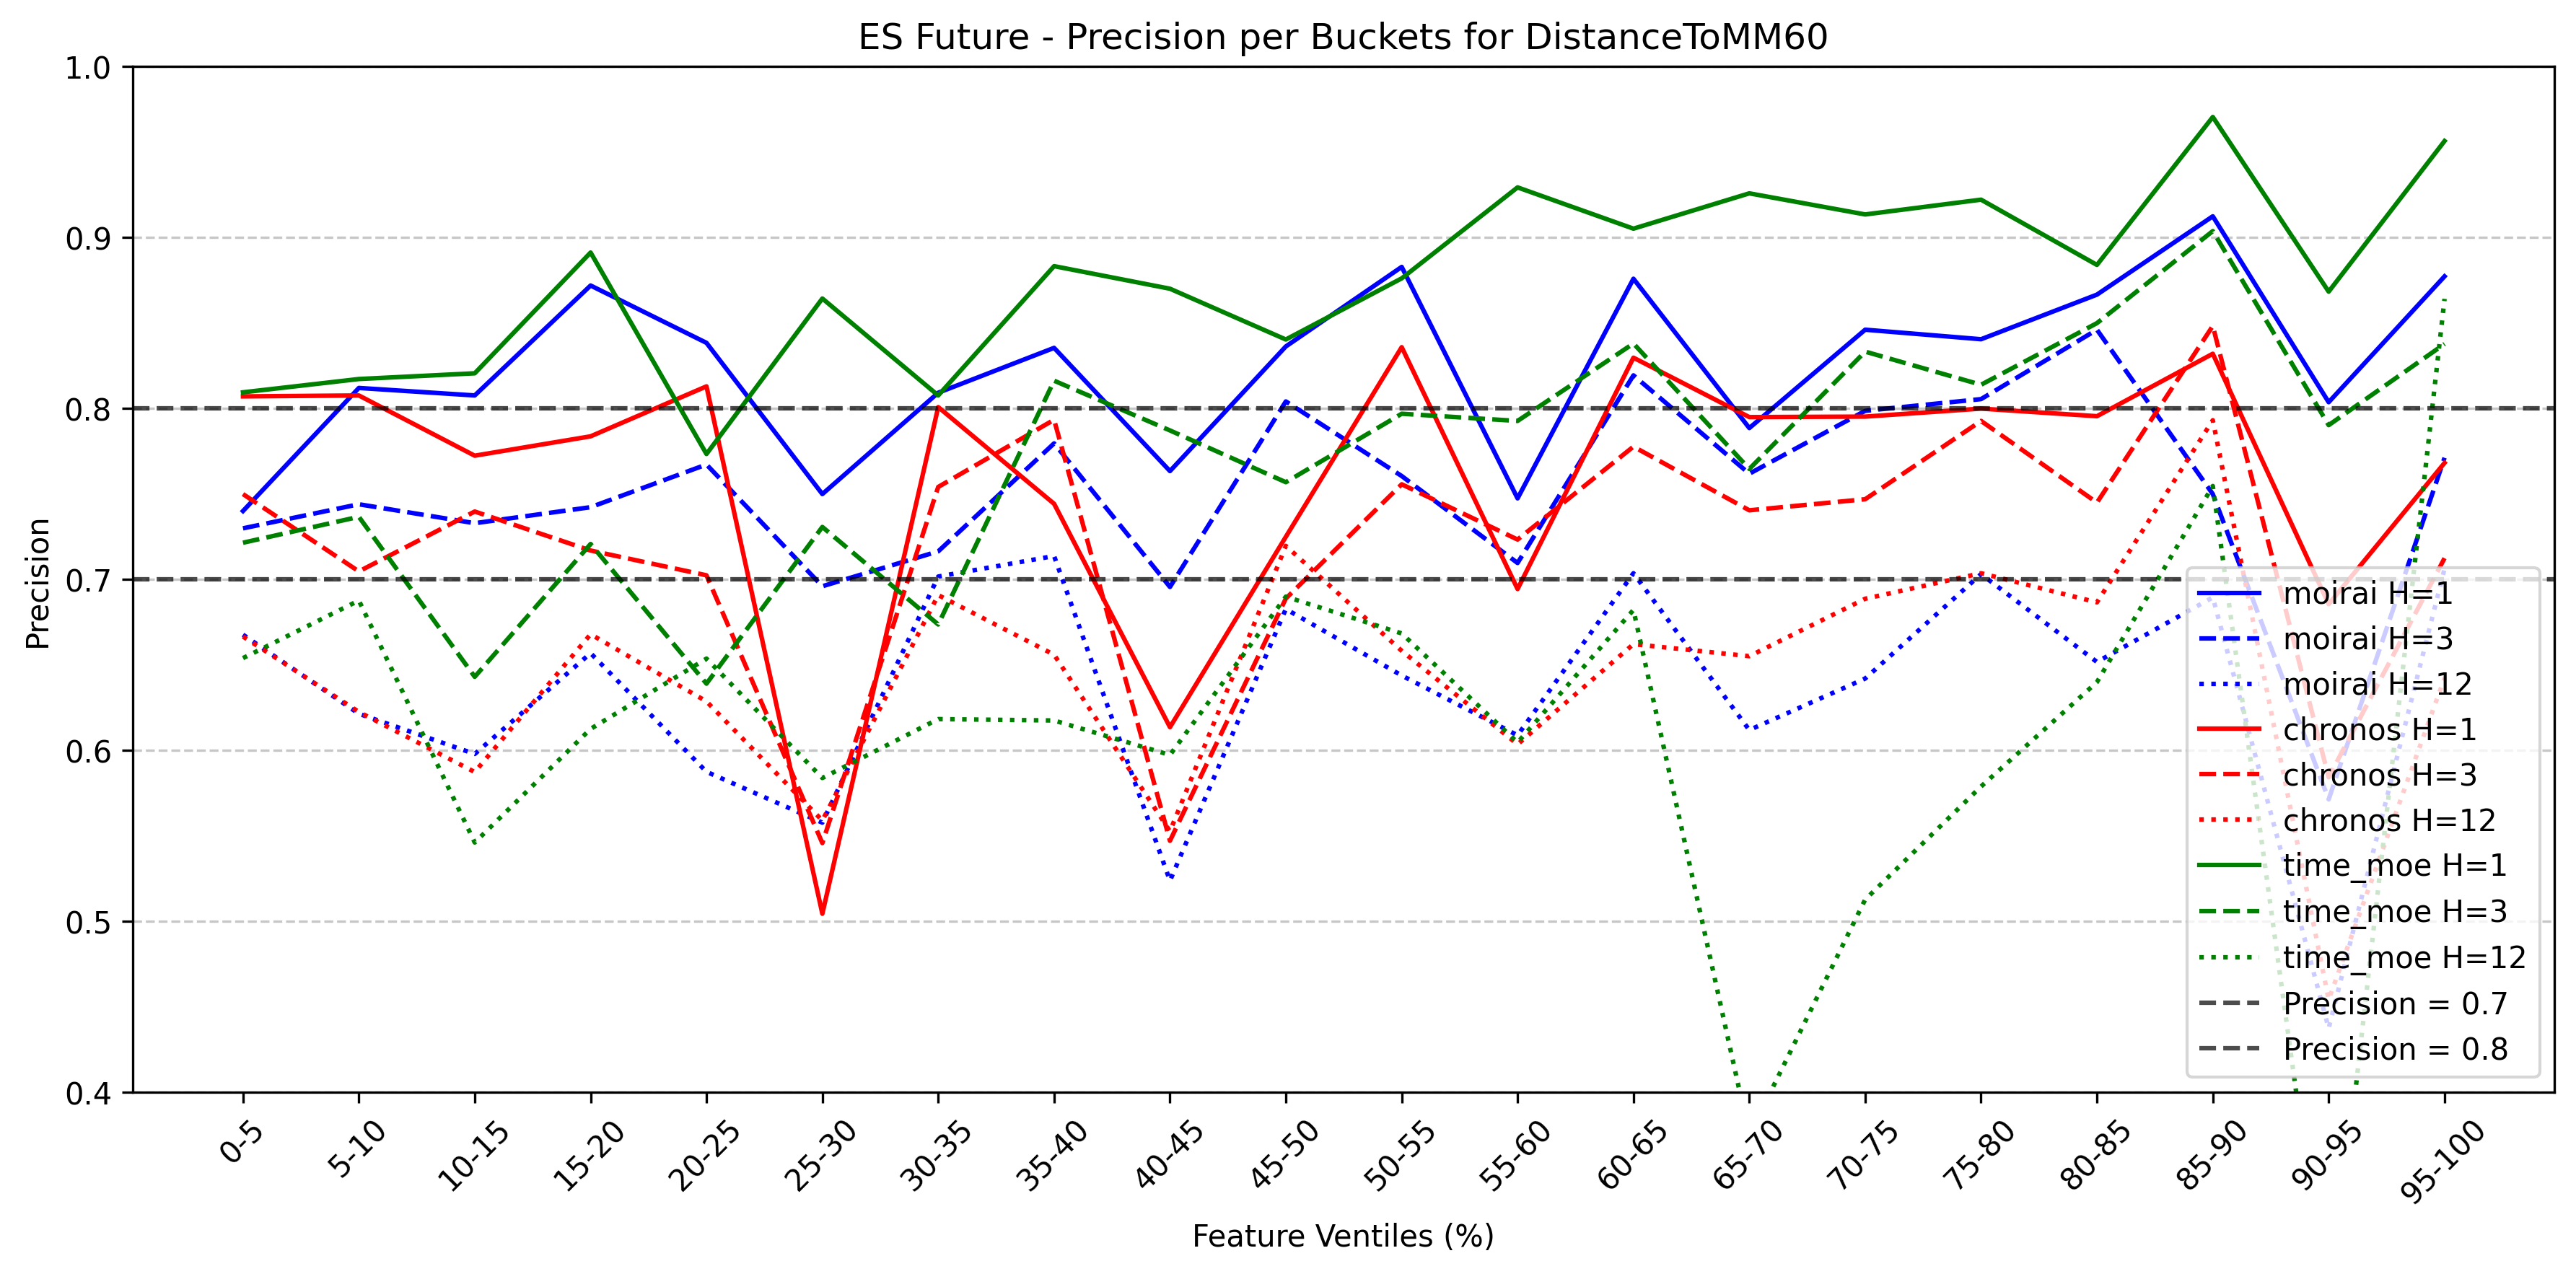 ES Future - Precision per Buckets for DistanceToMM60
Precision
1.0
0.9
0.8
0.7
0.6
0.5
0.4
moirai H=1
moirai H=3
moirai H=12
chronos H=1
chronos H=3
chronos H=12
time_moe H=1
time_moe H=3
time_moe H=12
Precision = 0.7
Precision = 0.8
0-5
5-10
10-15
15-20
20-25
25-30
30-35
35-40
40-45
45-50
50-55
55-60
60-65
65-70
70-75
75-80
80-85
85-90
90-95
95-100
Feature Ventiles (%)